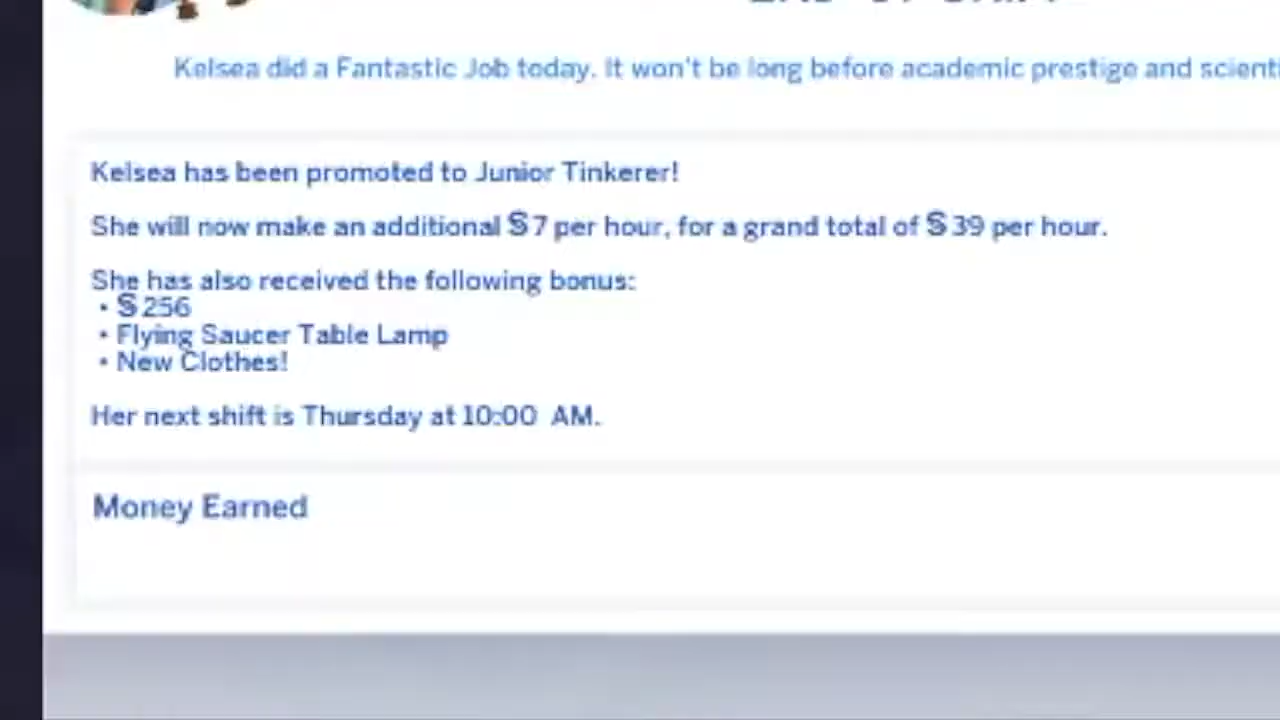 Kelsea did a Fantastic Job today. It won't be long before academic prestige and
Kelsea has been promoted to Junior Tinkerer!
She will now make an additional §7 per hour, for a grand total of §39 per hour.
She has also received the following bonus:
• §256
• Flying Saucer Table Lamp
• New Clothes!
Her next shift is Thursday at 10:00 AM.
Money Earned